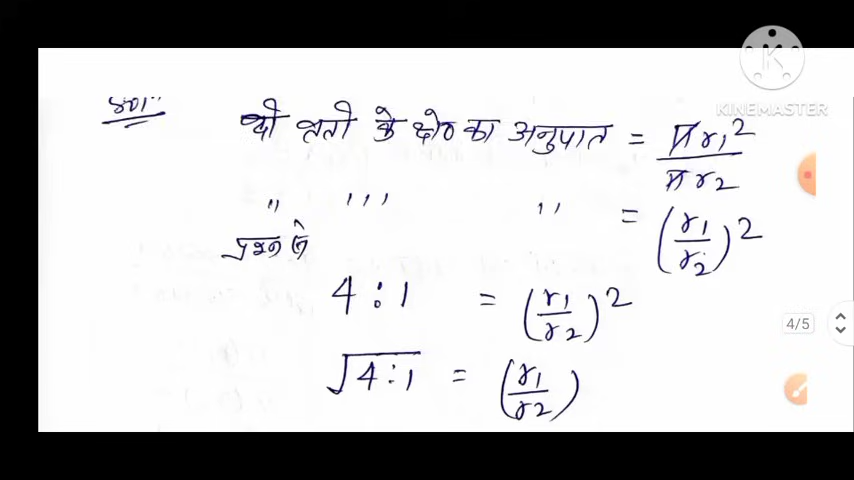 KINEMASTER
दो वृतो के क्षेत्र का अनुपात = πr₁²/πr₂
" ''' '' = (r₁/r₂)²
प्रश्न से
4:1 = (r₁/r₂)²
√4:1 = (r₁/r₂)
4/5